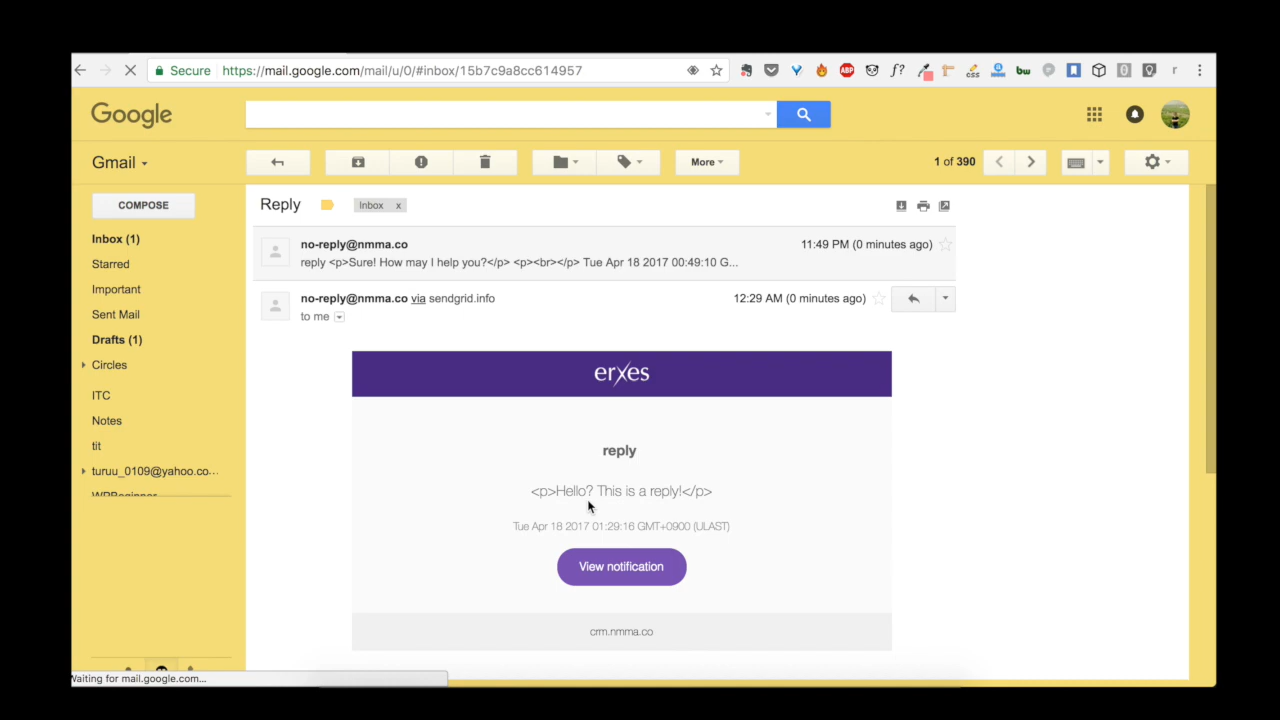 Secure https://mail.google.com/mail/u/0/#inbox/15b7c9a8cc614957
ABP f? css bw r
Google
Gmail More 1 of 390
COMPOSE
Reply Inbox x
Inbox (1)
Starred
Important
Sent Mail
Drafts (1)
Circles
ITC
Notes
tit
turuu_0109@yahoo.co...
WPBeginner
no-reply@nmma.co 11:49 PM (0 minutes ago)
reply <p>Sure! How may I help you?</p> <p><br></p> Tue Apr 18 2017 00:49:10 G...
no-reply@nmma.co via sendgrid.info 12:29 AM (0 minutes ago)
to me
erxes
reply
<p>Hello? This is a reply!</p>
Tue Apr 18 2017 01:29:16 GMT+0900 (ULAST)
View notification
crm.nmma.co
Waiting for mail.google.com...